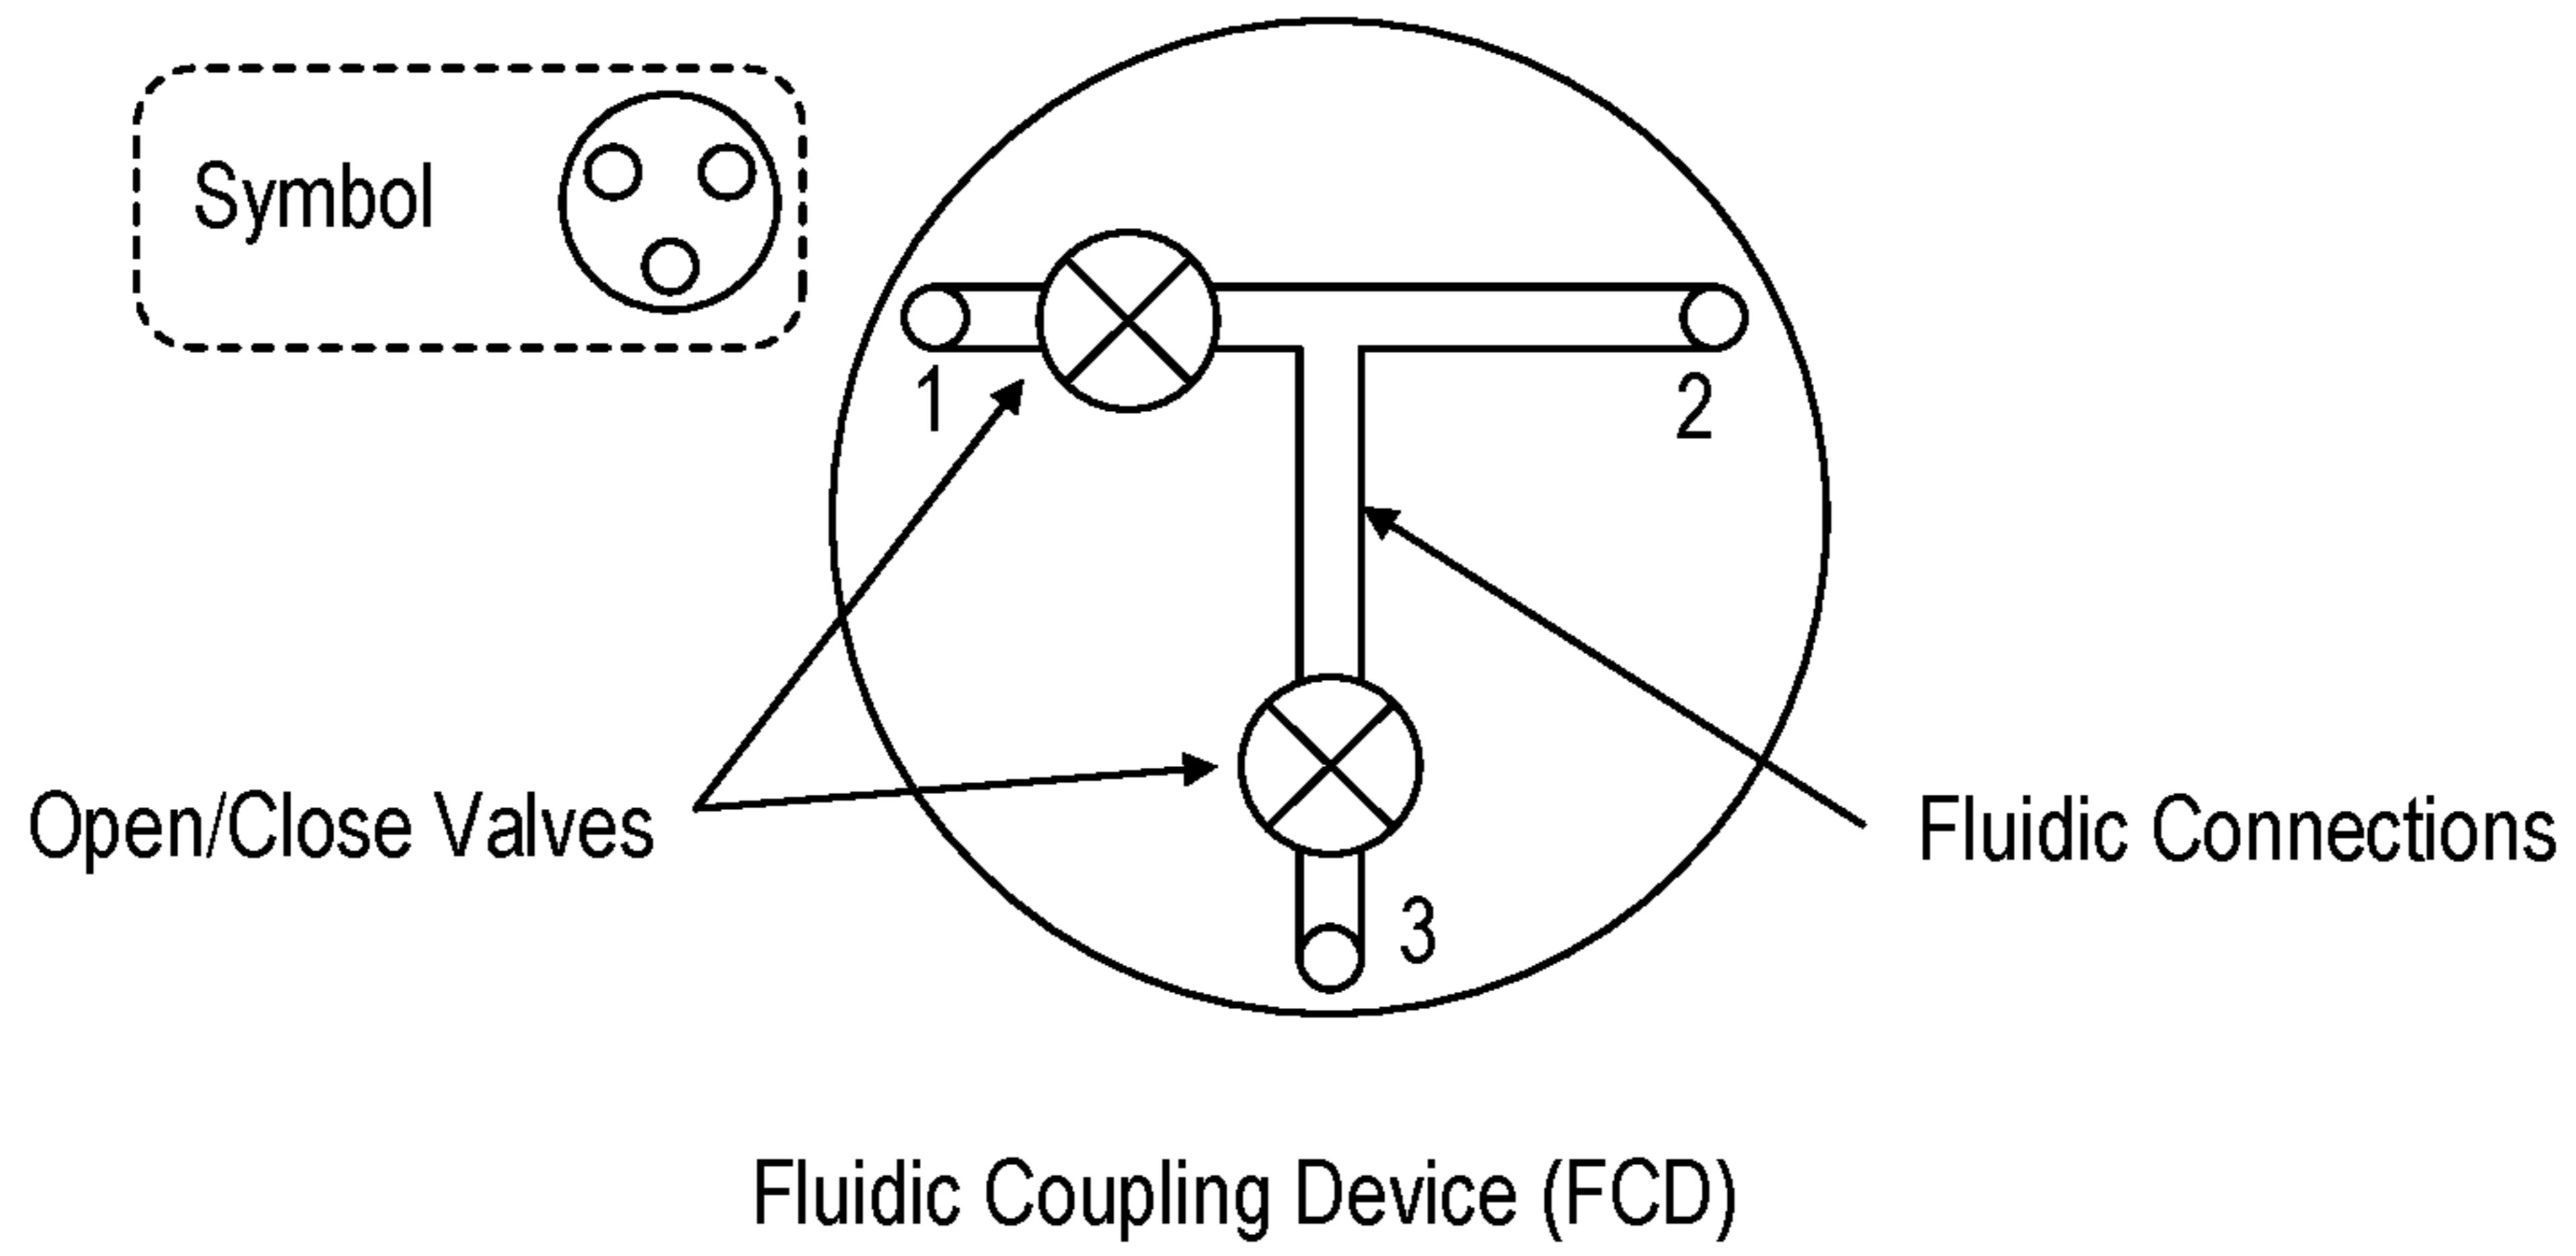 Symbol
1
2
Open/Close Valves
Fluidic Connections
3
Fluidic Coupling Device (FCD)